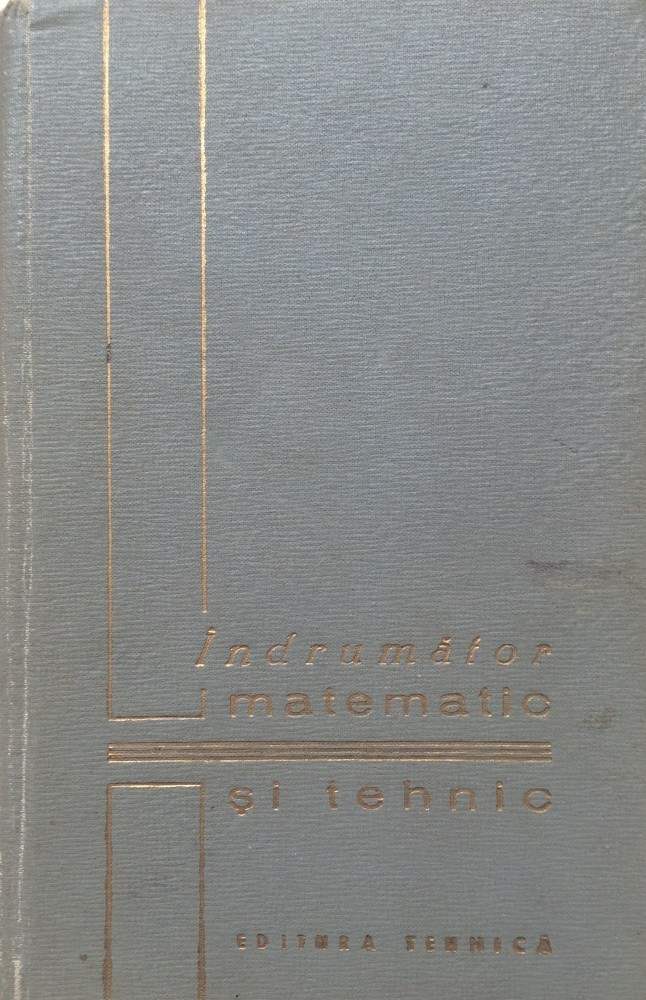 Îndrumător
matematic
şi tehnic
EDITURA TEHNICĂ